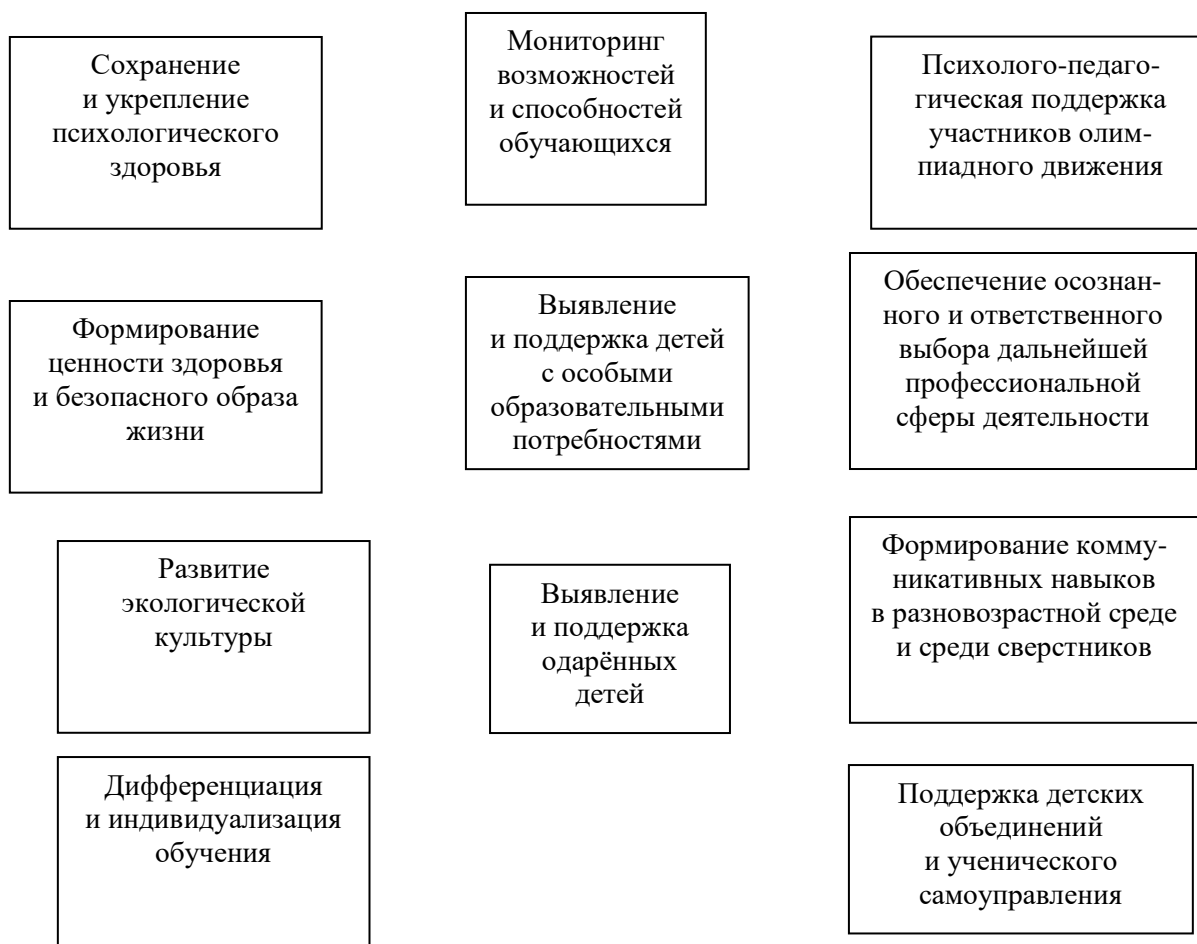 Сохранение
и укрепление
психологического
здоровья
Мониторинг
возможностей
и способностей
обучающихся
Психолого-педаго-
гическая поддержка
участников олим-
пиадного движения
Формирование
ценности здоровья
и безопасного образа
жизни
Выявление
и поддержка детей
с особыми
образовательными
потребностями
Обеспечение осознан-
ного и ответственного
выбора дальнейшей
профессиональной
сферы деятельности
Развитие
экологической
культуры
Выявление
и поддержка
одарённых
детей
Формирование комму-
никативных навыков
в разновозрастной среде
и среди сверстников
Дифференциация
и индивидуализация
обучения
Поддержка детских
объединений
и ученического
самоуправления